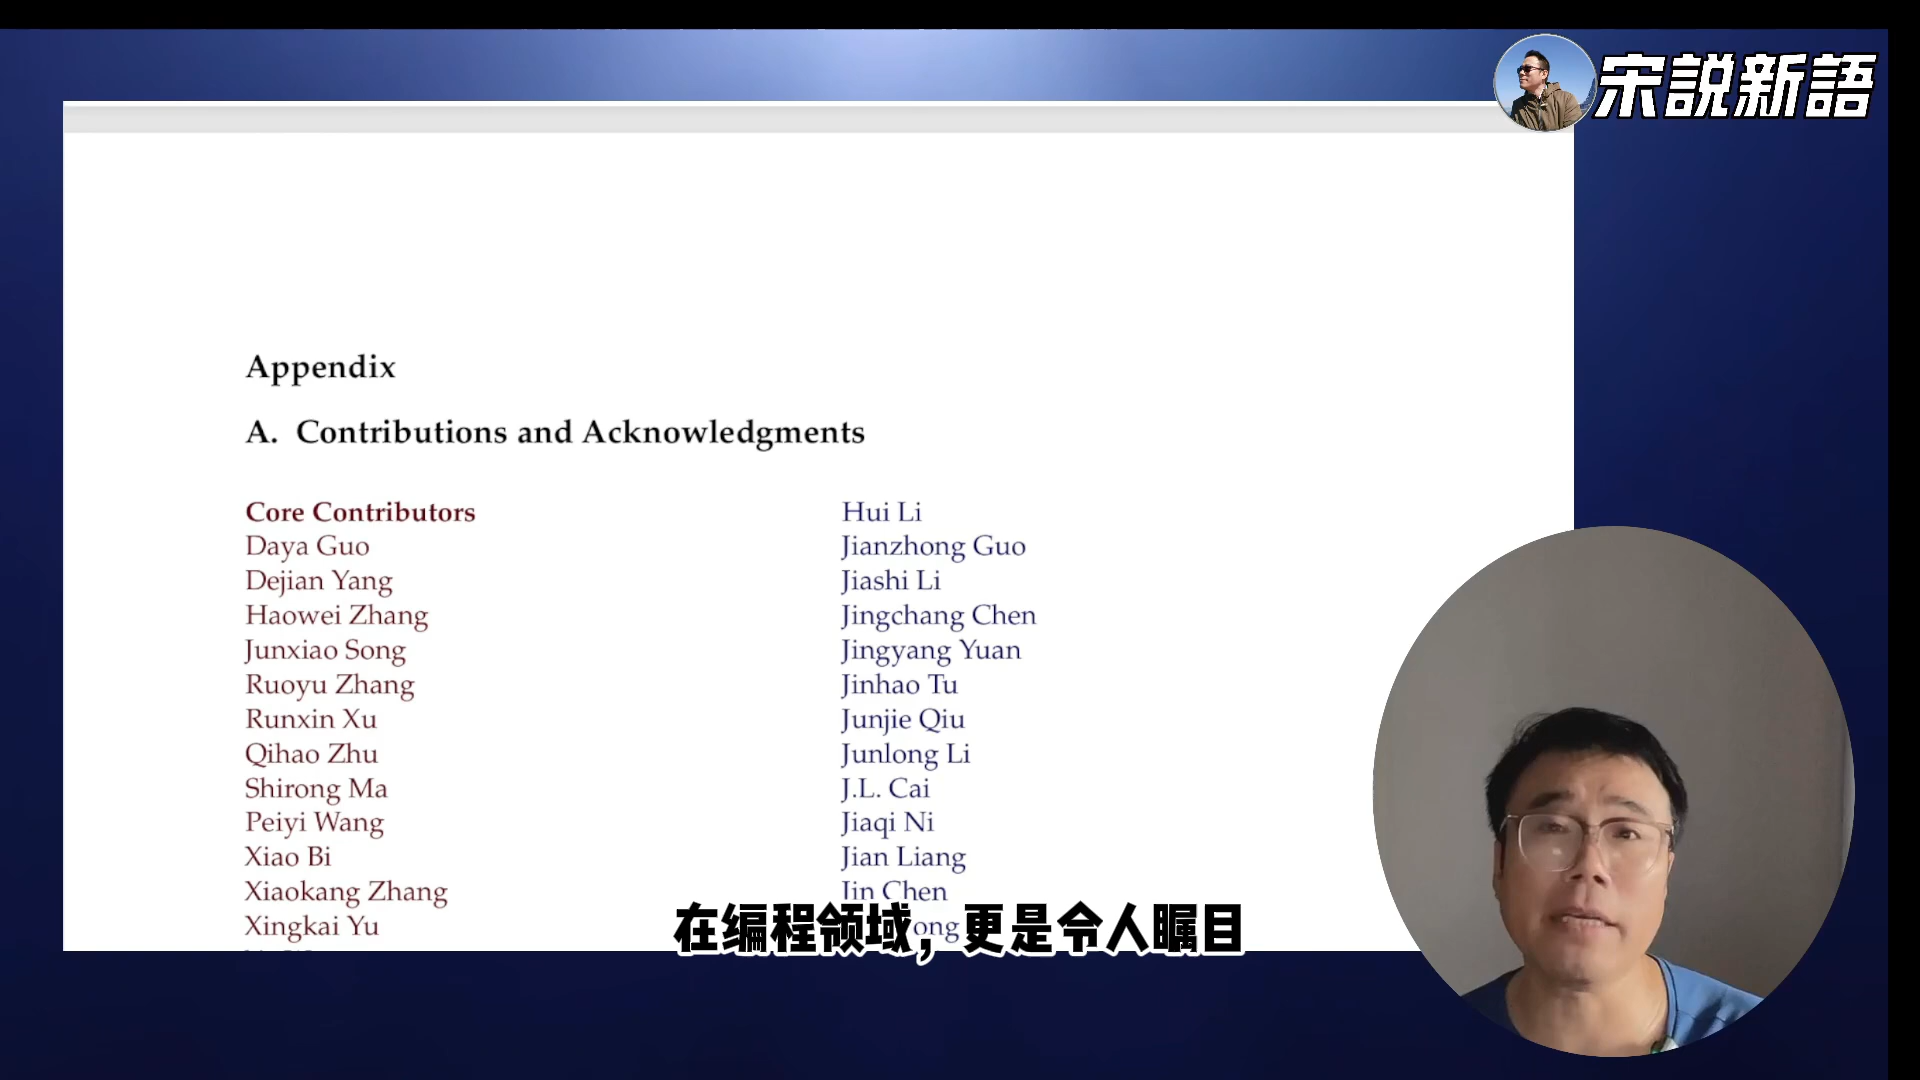 宋説新語
Appendix
A. Contributions and Acknowledgments
Core Contributors
Daya Guo
Dejian Yang
Haowei Zhang
Junxiao Song
Ruoyu Zhang
Runxin Xu
Qihao Zhu
Shirong Ma
Peiyi Wang
Xiao Bi
Xiaokang Zhang
Xingkai Yu
Hui Li
Jianzhong Guo
Jiashi Li
Jingchang Chen
Jingyang Yuan
Jinhao Tu
Junjie Qiu
Junlong Li
J.L. Cai
Jiaqi Ni
Jian Liang
Jin Chen
在编程领域，更是令人瞩目